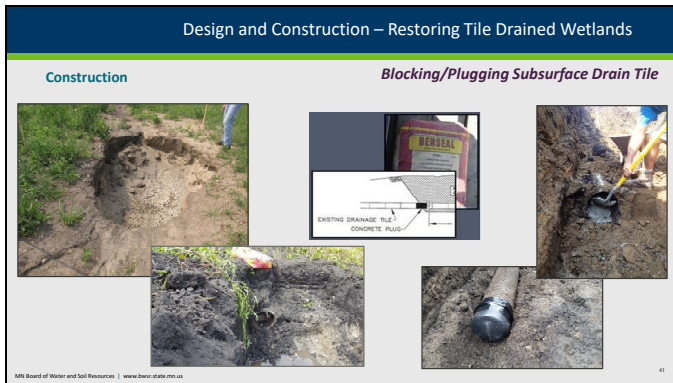 Design and Construction – Restoring Tile Drained Wetlands
Construction
Blocking/Plugging Subsurface Drain Tile
BENSEAL
EXISTING DRAINAGE TILE
CONCRETE PLUG
MN Board of Water and Soil Resources | www.bwsr.state.mn.us
41